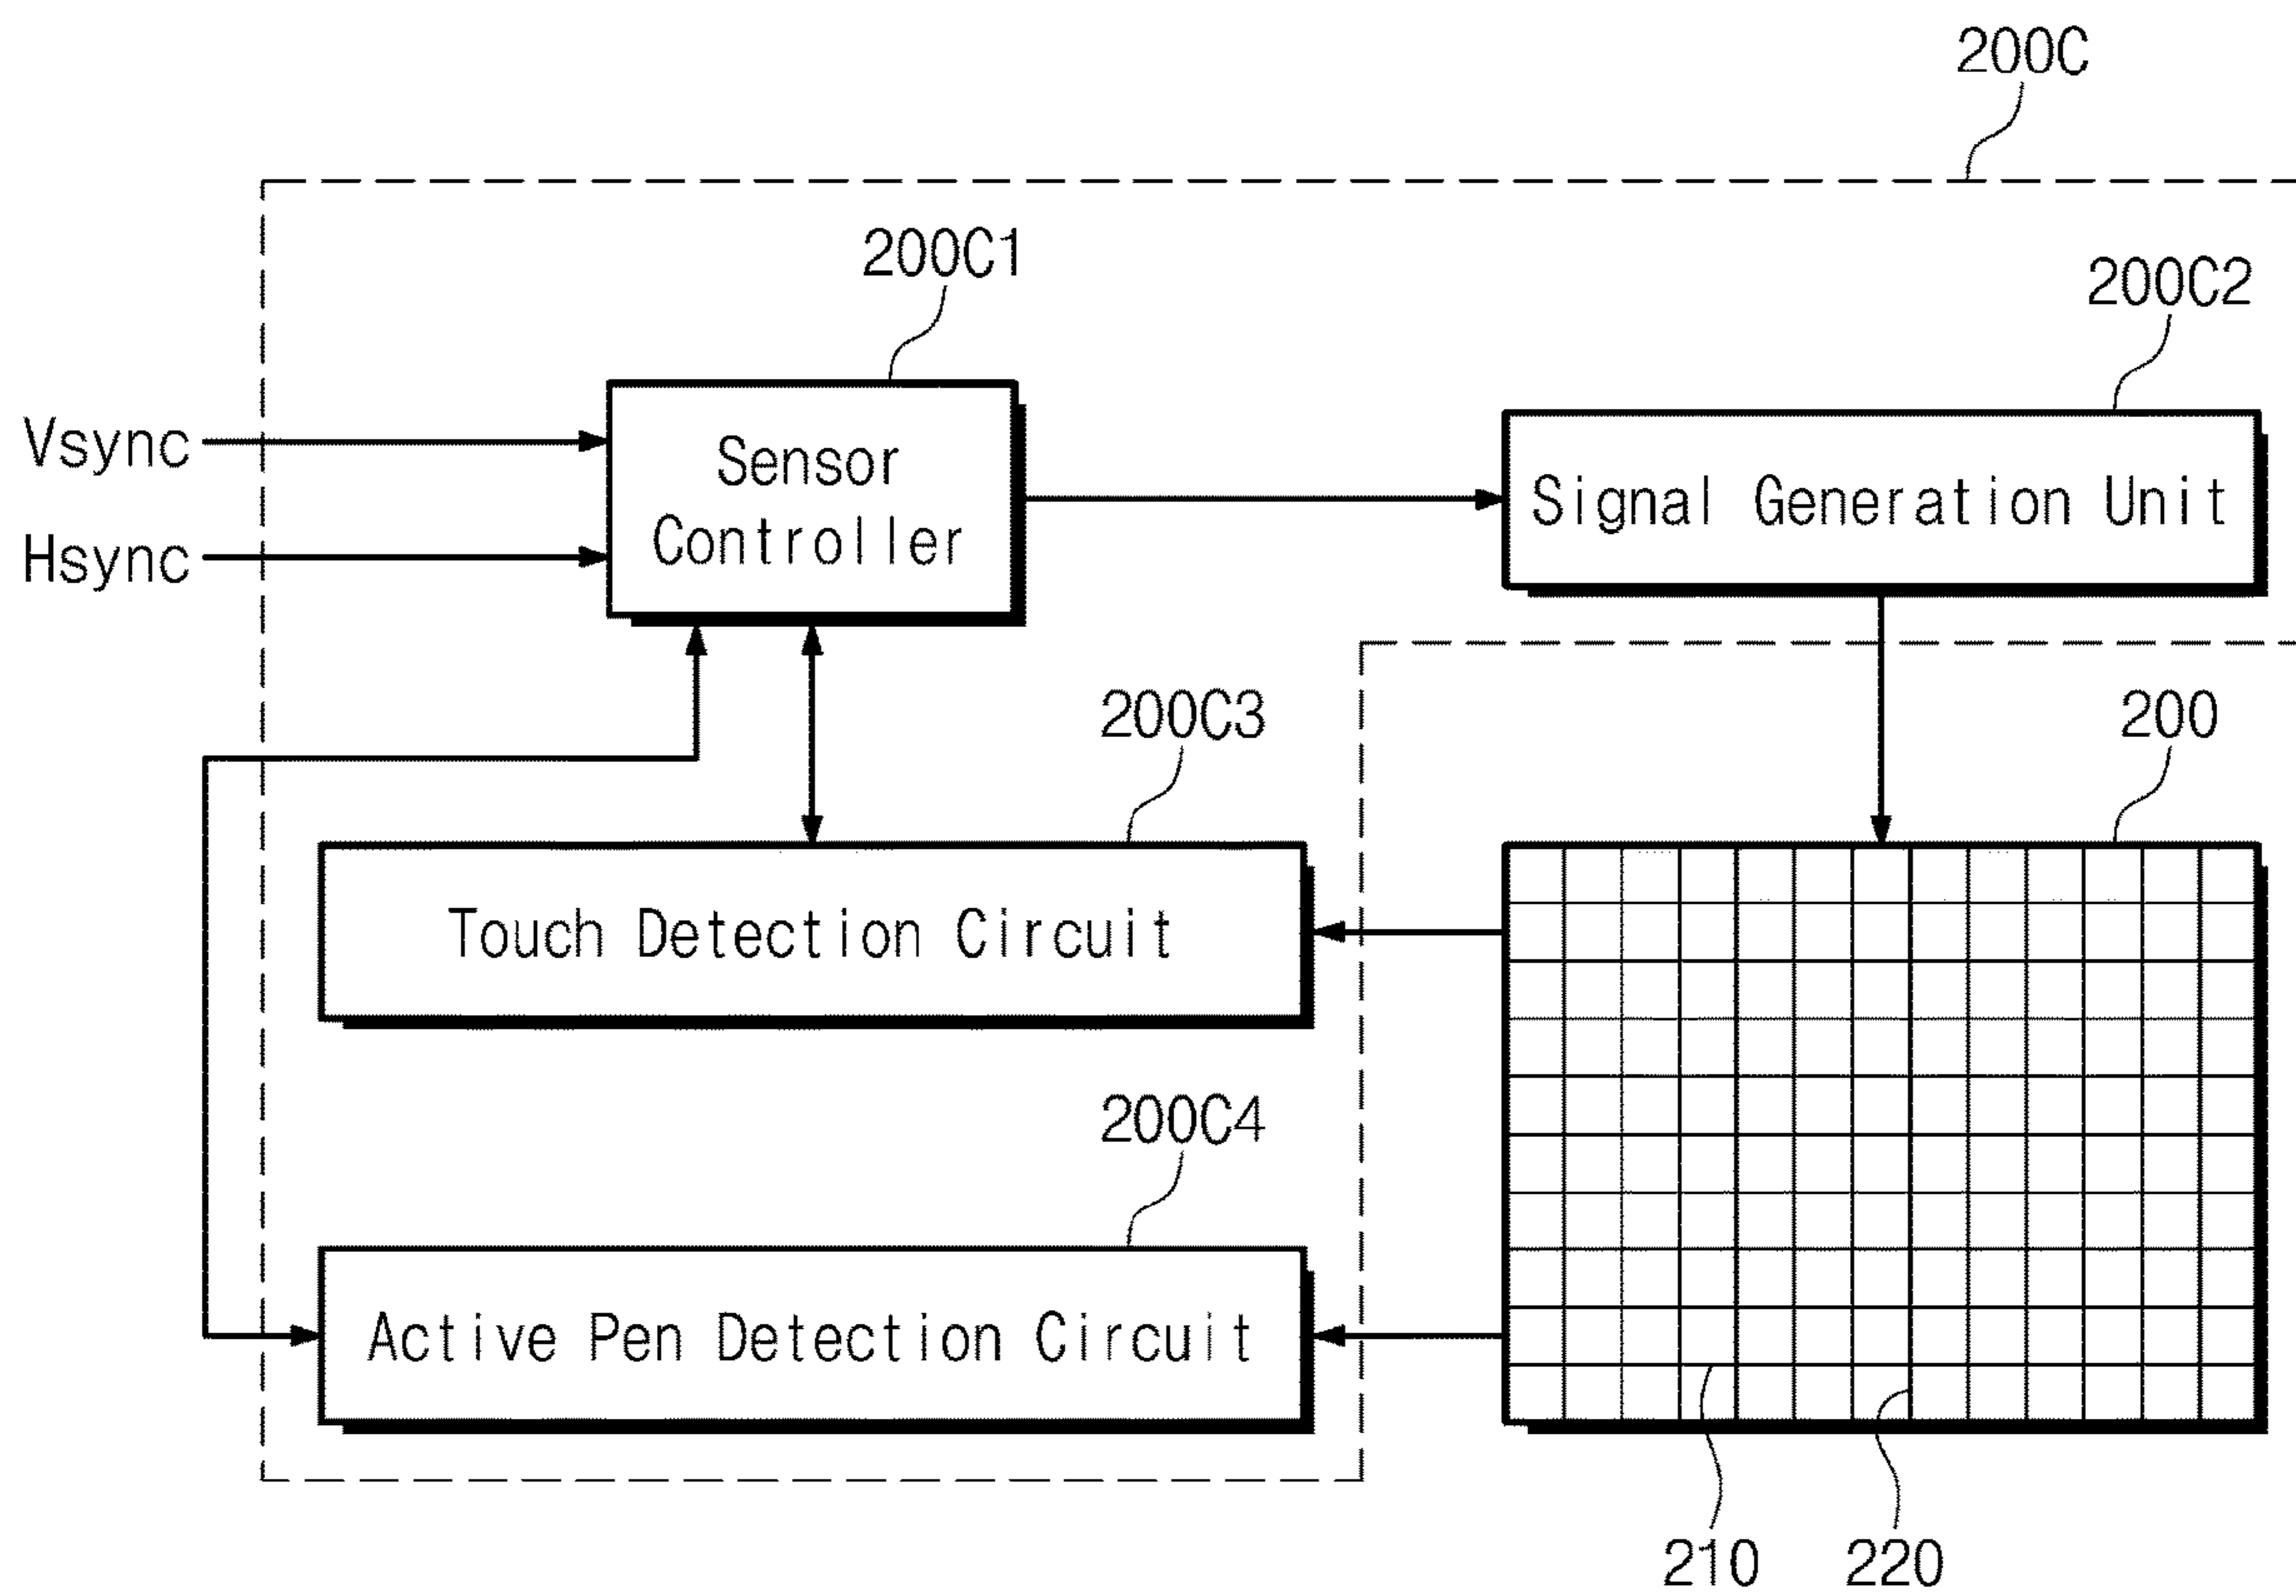 200C
200C1
200C2
Vsync
Hsync
Sensor
Controller
Signal Generation Unit
200C3
200
Touch Detection Circuit
200C4
Active Pen Detection Circuit
210
220